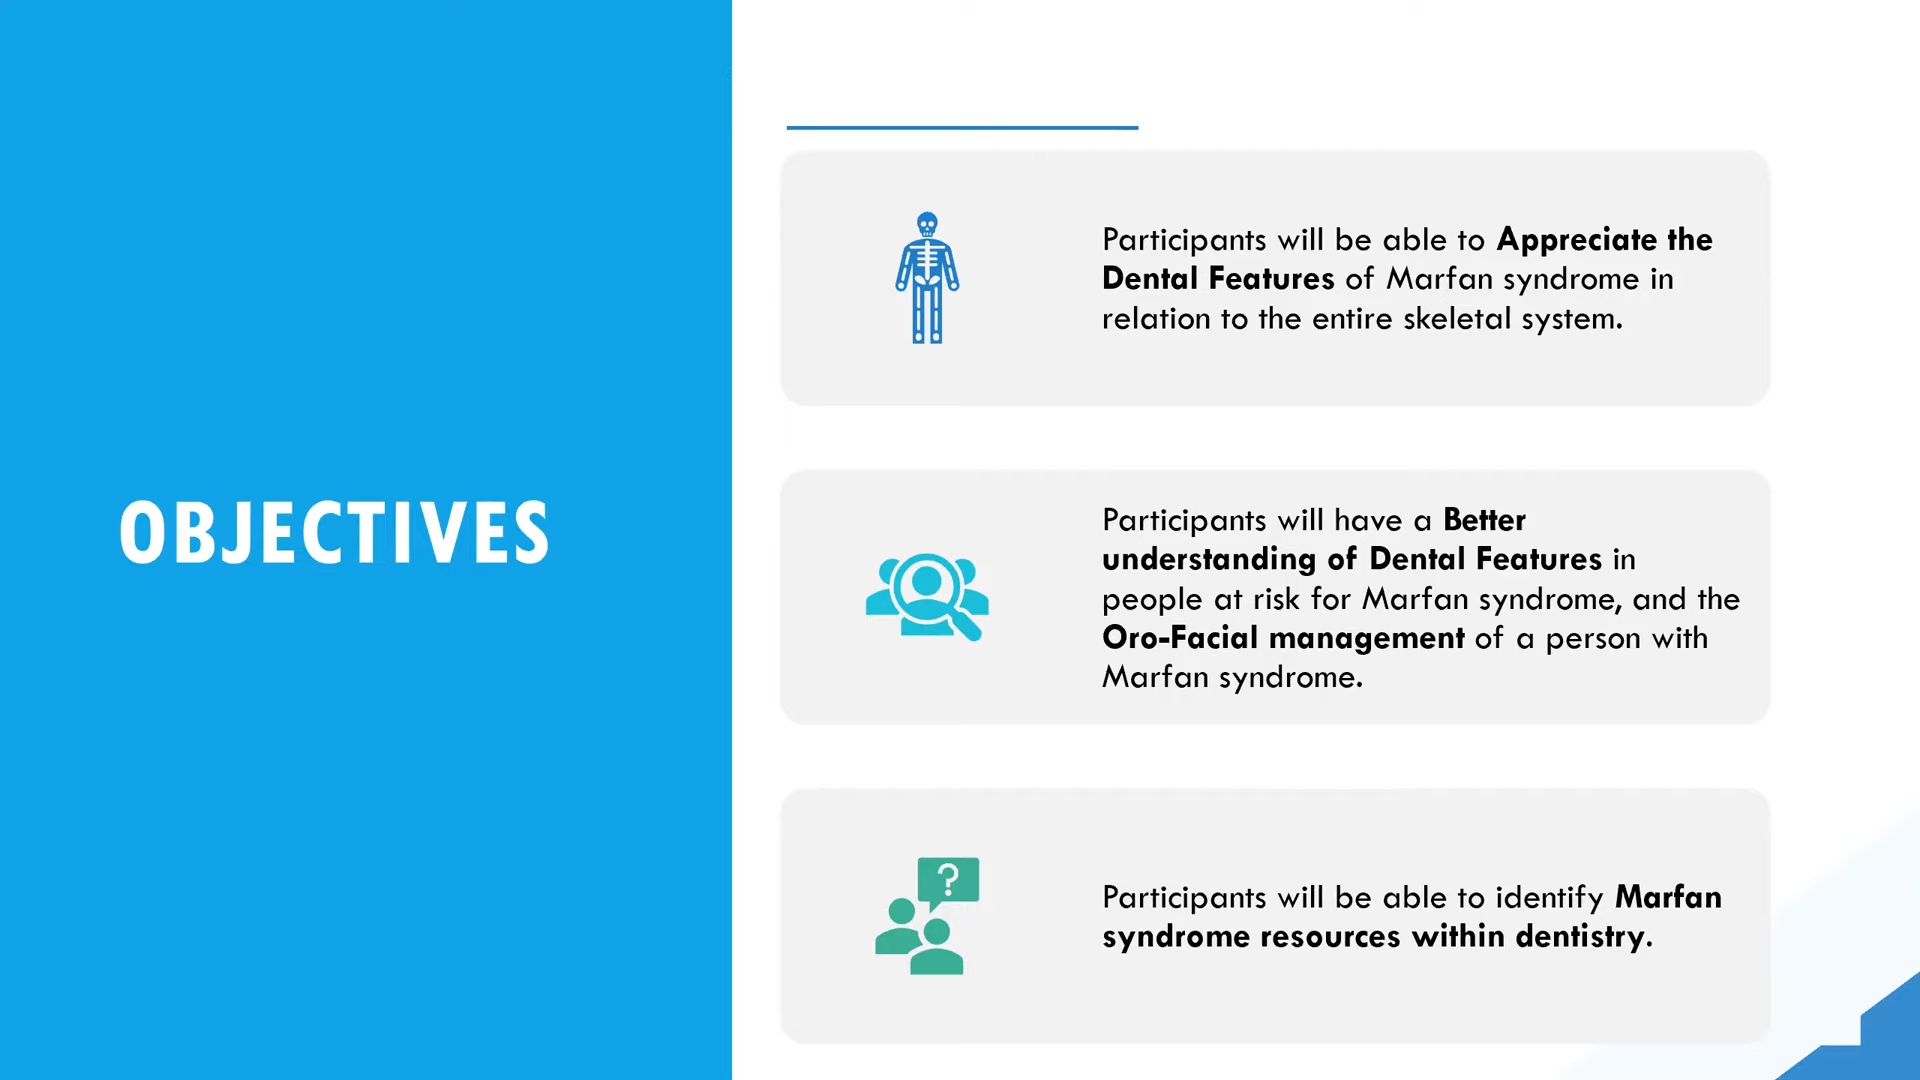 OBJECTIVES
Participants will be able to Appreciate the
Dental Features of Marfan syndrome in
relation to the entire skeletal system.
Participants will have a Better
understanding of Dental Features in
people at risk for Marfan syndrome, and the
Oro-Facial management of a person with
Marfan syndrome.
?
Participants will be able to identify Marfan
syndrome resources within dentistry.